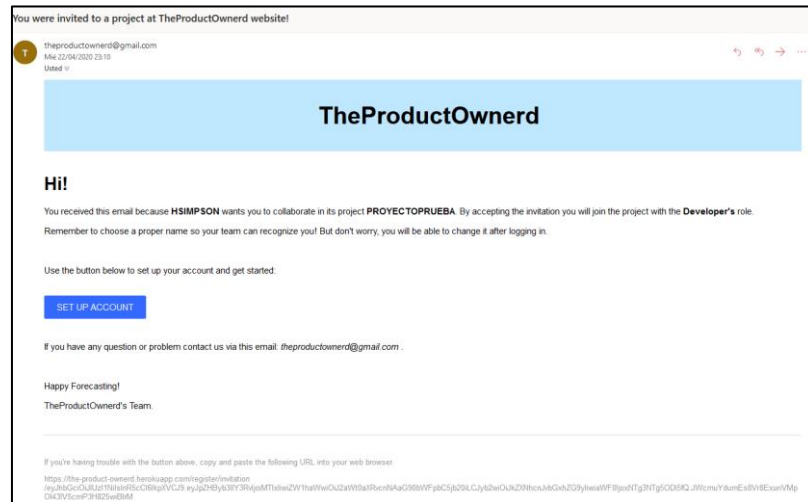 You were invited to a project at TheProductOwnerd website!
T
theproductownerd@gmail.com
Mié 22/04/2020 23:10
Usted
TheProductOwnerd
Hi!
You received this email because HSIMPSON wants you to collaborate in its project PROYECTOPRUEBA. By accepting the invitation you will join the project with the Developer's role.
Remember to choose a proper name so your team can recognize you! But don't worry, you will be able to change it after logging in.
Use the button below to set up your account and get started:
SET UP ACCOUNT
If you have any question or problem contact us via this email: theproductownerd@gmail.com .
Happy Forecasting!
TheProductOwnerd's Team.
If you're having trouble with the button above, copy and paste the following URL into your web browser.
https://the-product-ownerd.herokuapp.com/register/invitation